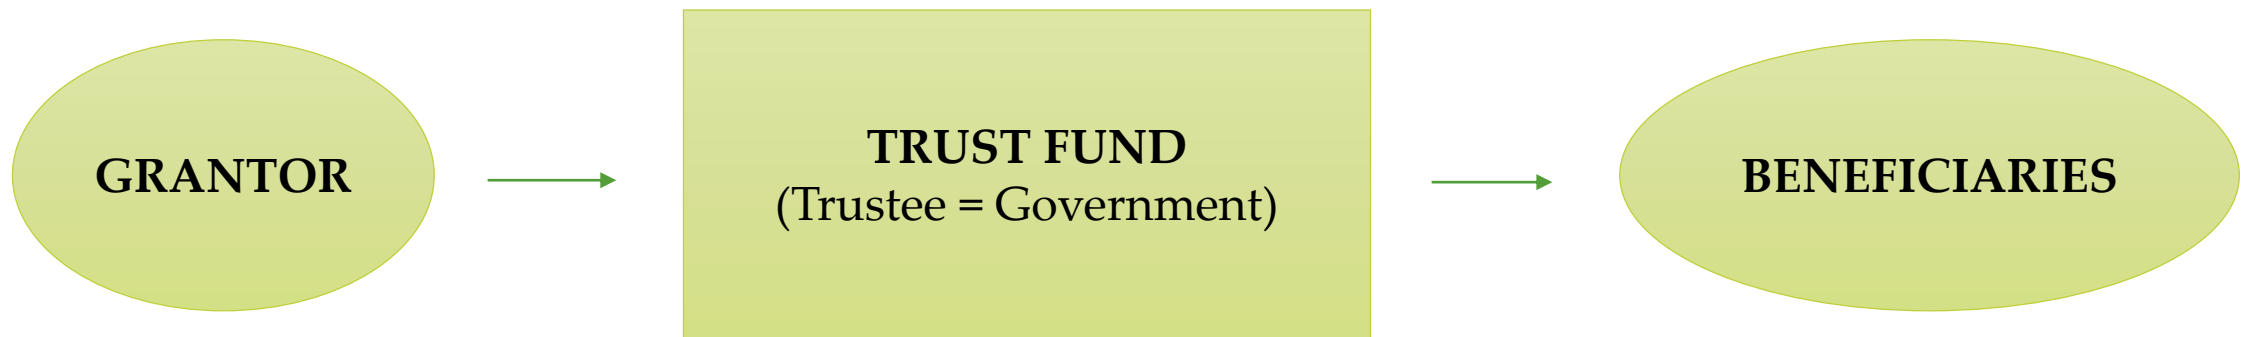 GRANTOR
TRUST FUND
(Trustee = Government)
BENEFICIARIES